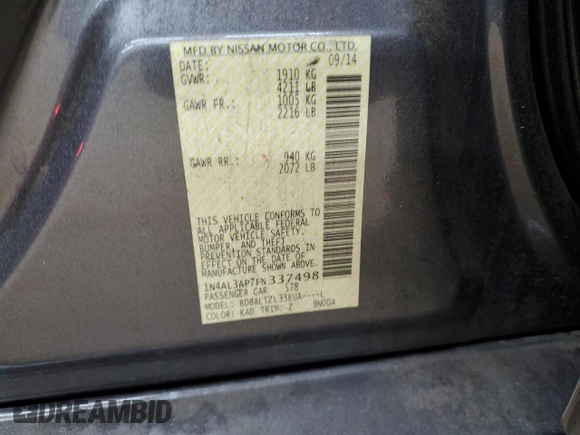 MFD BY NISSAN MOTOR CO., LTD.
DATE: 09/14
GVWR: 1910 KG
4211 LB
GAWR FR.: 1005 KG
2216 LB
GAWR RR.: 940 KG
2072 LB
THIS VEHICLE CONFORMS TO
ALL APPLICABLE FEDERAL
MOTOR VEHICLE SAFETY,
BUMPER, AND THEFT
PREVENTION STANDARDS IN
EFFECT ON THE DATE OF
MANUFACTURE SHOWN ABOVE.
1N4AL3AP7FN337498
PASSENGER CAR 578
MODEL: BDBALTZL33EUA----L
COLOR: KAD TRIM: Z 9N00A
DREAMBID